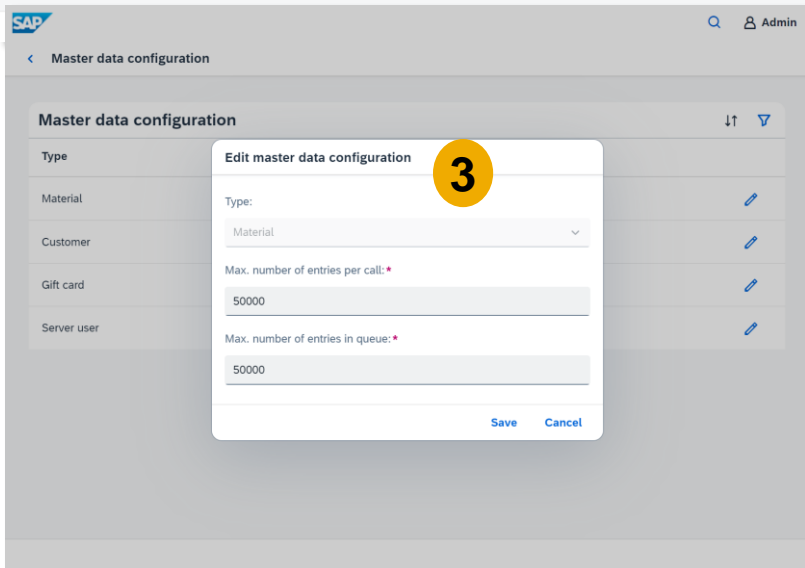 SAP
Admin
Master data configuration
Master data configuration
Type
Edit master data configuration
3
Type:
Material
Material
Customer
Max. number of entries per call:*
Gift card
50000
Server user
Max. number of entries in queue:*
50000
Save Cancel